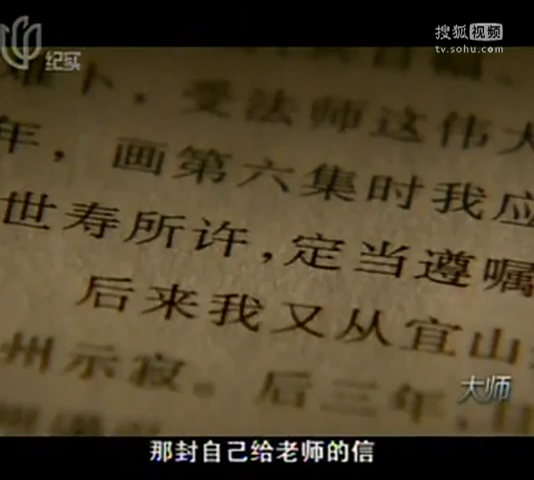 纪实
搜狐视频
tv.sohu.com
卜，受法师这伟大
年，画第六集时我应
世寿所许，定当遵嘱
后来我又从宜山
州示寂。后三年，
大师
那封自己给老师的信